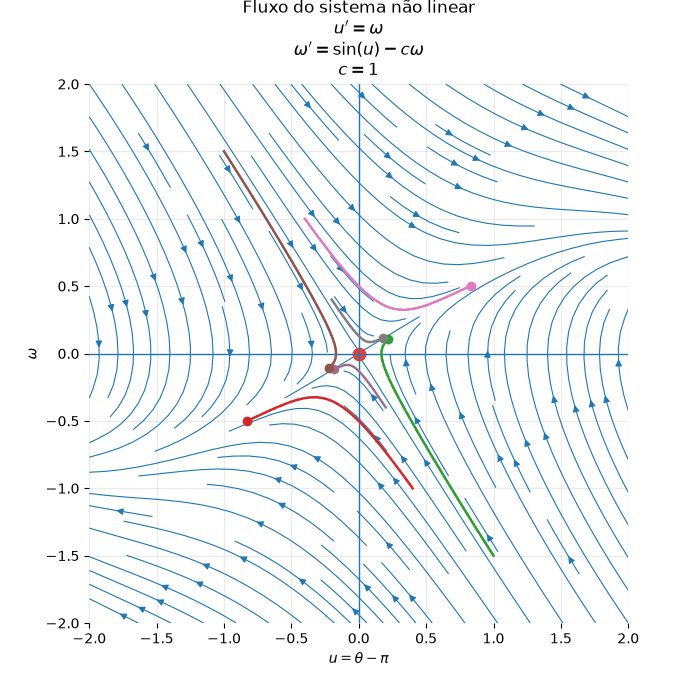 Fluxo do sistema não linear
u′ = ω
ω′ = sin(u) − cω
c = 1
2.0
1.5
1.0
0.5
0.0
−0.5
−1.0
−1.5
−2.0
ω
−2.0 −1.5 −1.0 −0.5 0.0 0.5 1.0 1.5 2.0
u = θ − π